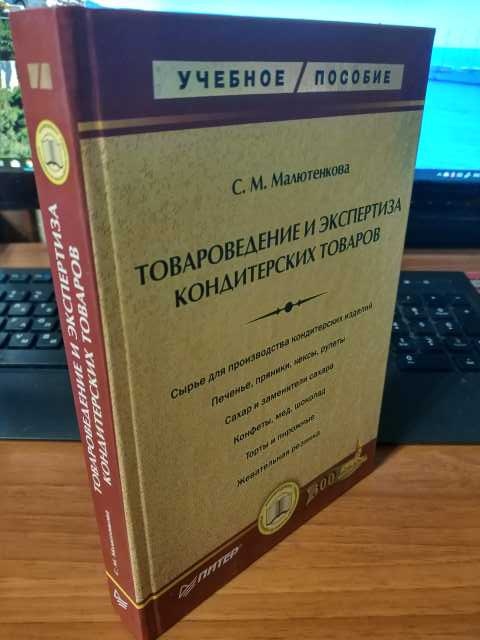 УЧЕБНОЕ / ПОСОБИЕ
С. М. Малютенкова
ТОВАРОВЕДЕНИЕ И ЭКСПЕРТИЗА
КОНДИТЕРСКИХ ТОВАРОВ
Сырье для производства кондитерских изделий
Печенье, пряники, кексы, рулеты
Сахар и заменители сахара
Конфеты, мед, шоколад
Торты и пирожные
Жевательная резинка
300
ПИТЕР
ТОВАРОВЕДЕНИЕ И ЭКСПЕРТИЗА
КОНДИТЕРСКИХ ТОВАРОВ
С. М. Малютенкова